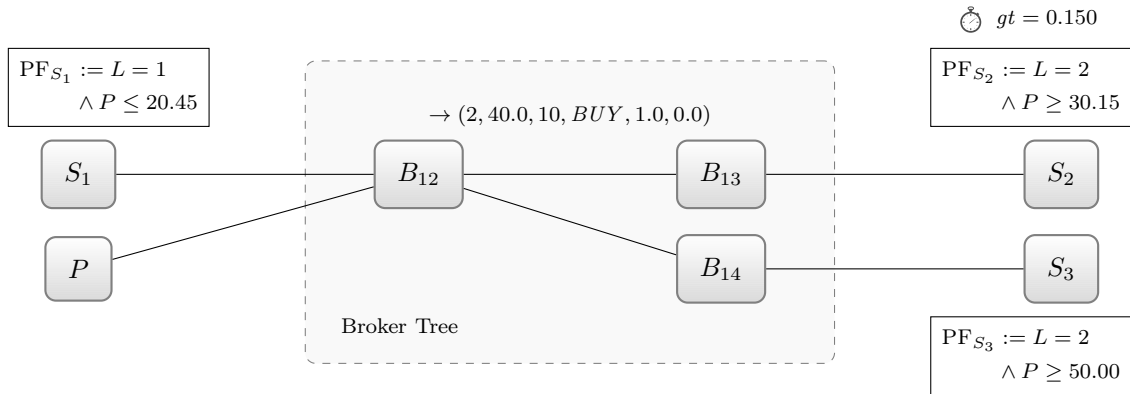 gt = 0.150
PF_{S_1} := L = 1
∧ P ≤ 20.45
PF_{S_2} := L = 2
∧ P ≥ 30.15
→ (2, 40.0, 10, BUY, 1.0, 0.0)
S_1
B_{12}
B_{13}
S_2
P
B_{14}
S_3
Broker Tree
PF_{S_3} := L = 2
∧ P ≥ 50.00